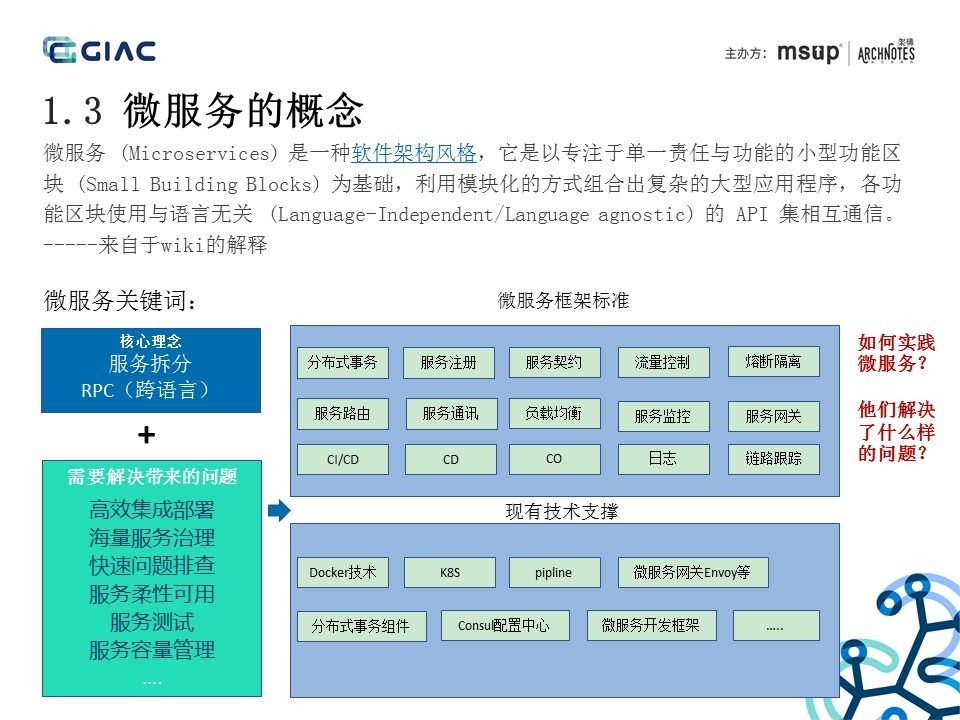 GIAC
主办方：msup® ARCHNOTES 架構
1.3 微服务的概念
微服务 (Microservices) 是一种软件架构风格，它是以专注于单一责任与功能的小型功能区
块 (Small Building Blocks) 为基础，利用模块化的方式组合出复杂的大型应用程序，各功
能区块使用与语言无关 (Language-Independent/Language agnostic) 的 API 集相互通信。
-----来自于wiki的解释
微服务关键词：
核心理念
服务拆分
RPC（跨语言）
+
需要解决带来的问题
高效集成部署
海量服务治理
快速问题排查
服务柔性可用
服务测试
服务容量管理
....
微服务框架标准
分布式事务 服务注册 服务契约 流量控制 熔断隔离
服务路由 服务通讯 负载均衡 服务监控 服务网关
CI/CD CD CO 日志 链路跟踪
现有技术支撑
Docker技术 K8S pipline 微服务网关Envoy等
分布式事务组件 Consul配置中心 微服务开发框架 .....
如何实践
微服务？
他们解决
了什么样
的问题？